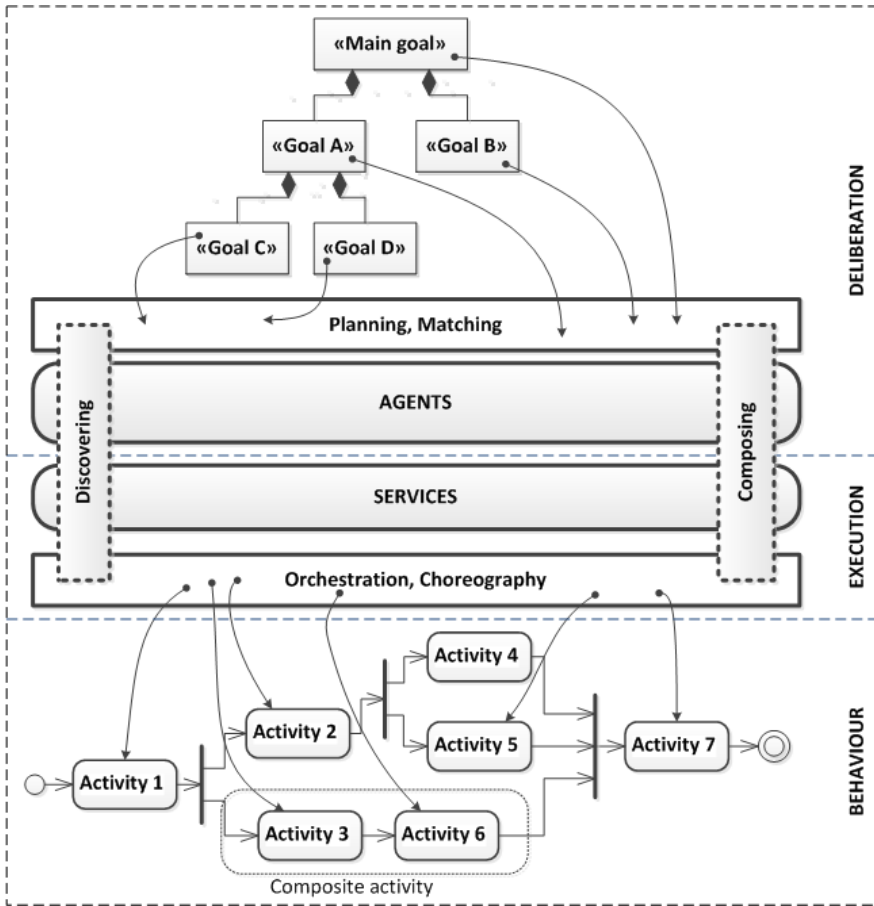 «Main goal»
«Goal A»
«Goal B»
«Goal C»
«Goal D»
DELIBERATION
Planning, Matching
Discovering
AGENTS
Composing
SERVICES
EXECUTION
Orchestration, Choreography
Activity 4
Activity 2
Activity 5
Activity 7
Activity 1
Activity 3
Activity 6
Composite activity
BEHAVIOUR